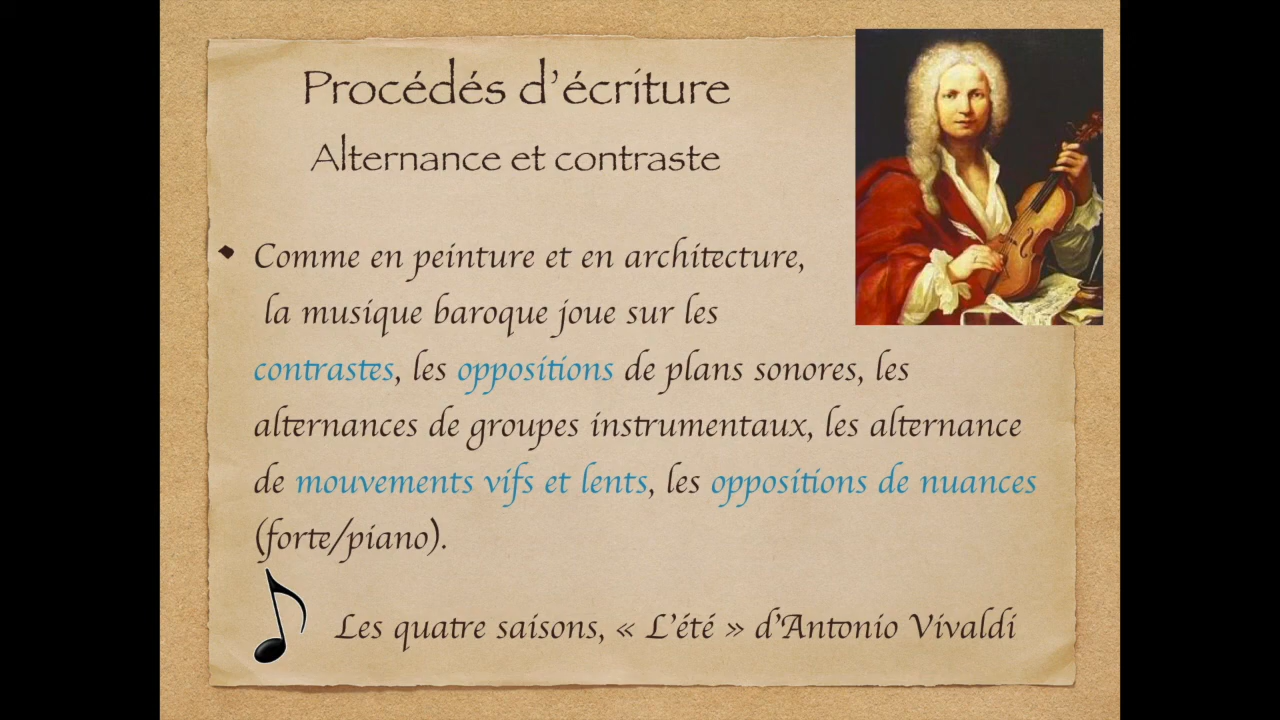 Procédés d’écriture
Alternance et contraste
Comme en peinture et en architecture,
la musique baroque joue sur les
contrastes, les oppositions de plans sonores, les
alternances de groupes instrumentaux, les alternance
de mouvements vifs et lents, les oppositions de nuances
(forte/piano).
Les quatre saisons, « L’été » d’Antonio Vivaldi